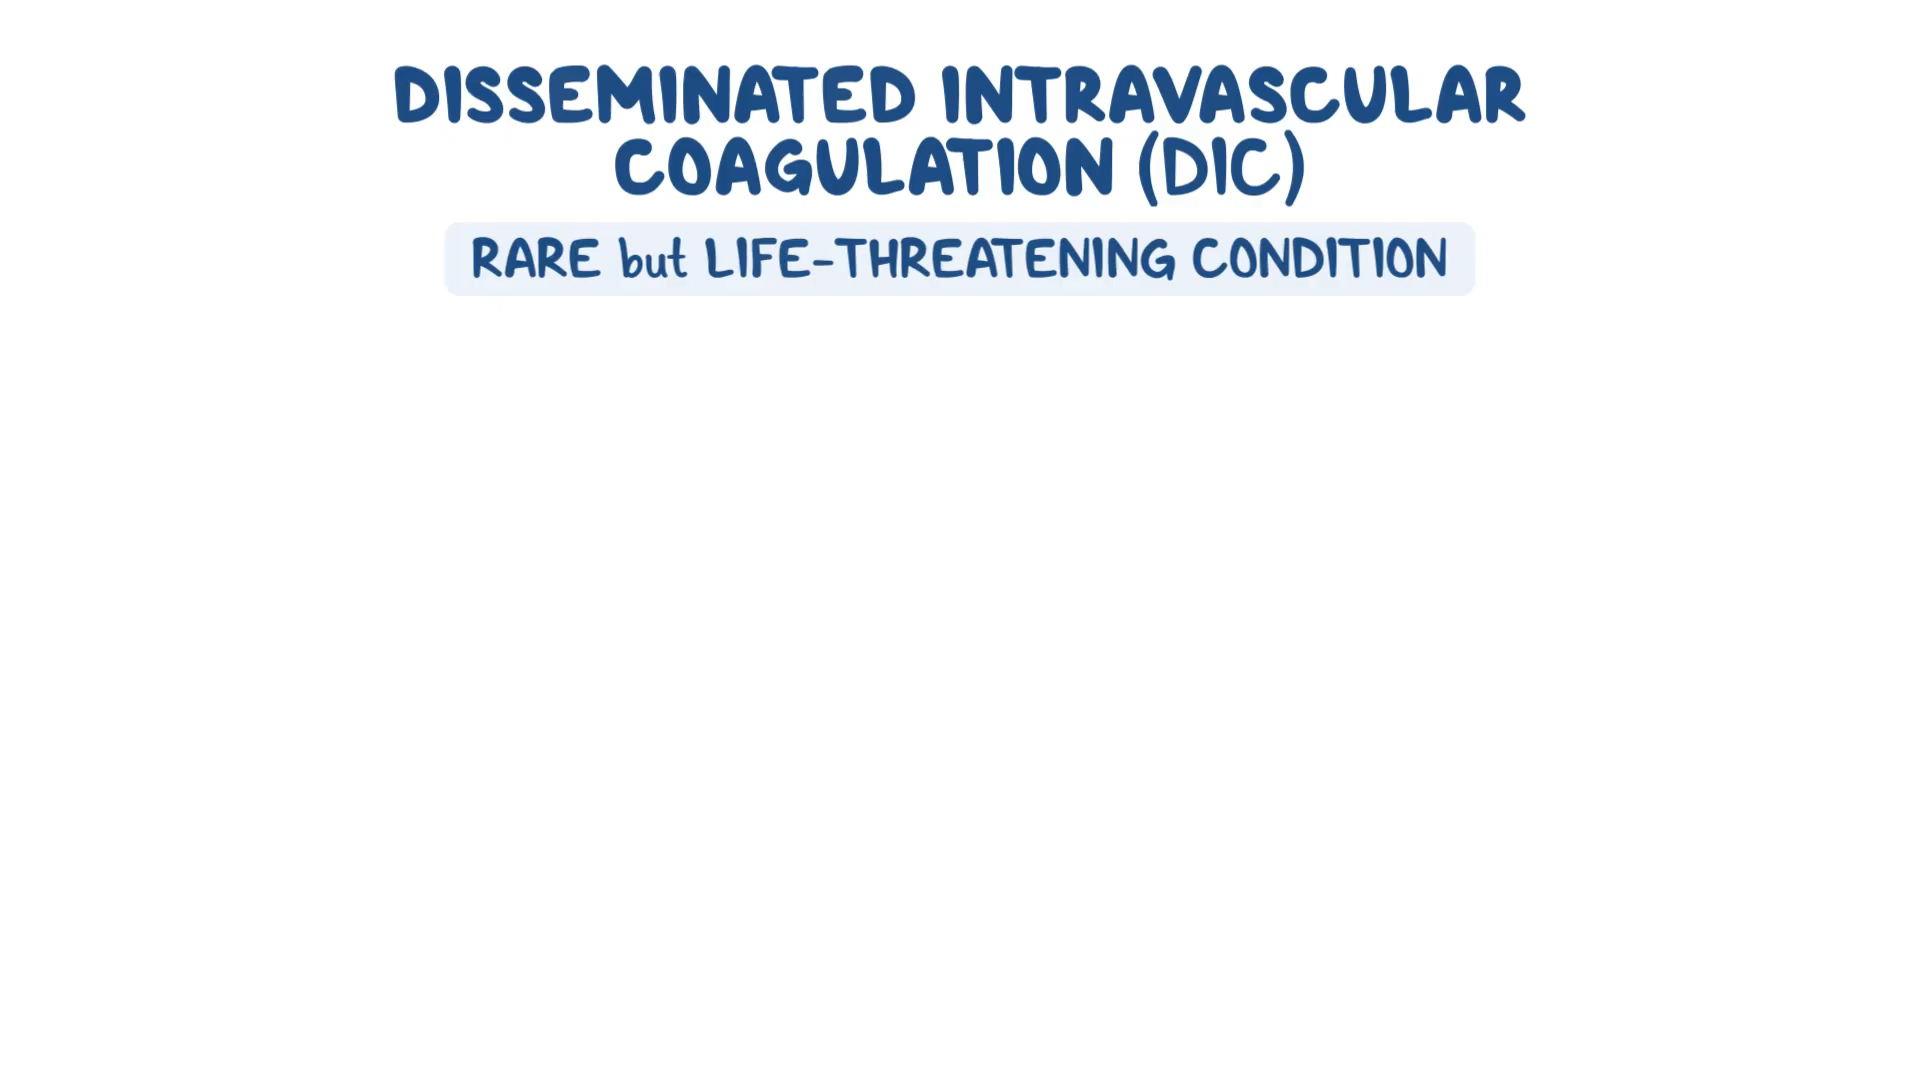 DISSEMINATED INTRAVASCULAR
COAGULATION (DIC)
RARE but LIFE-THREATENING CONDITION